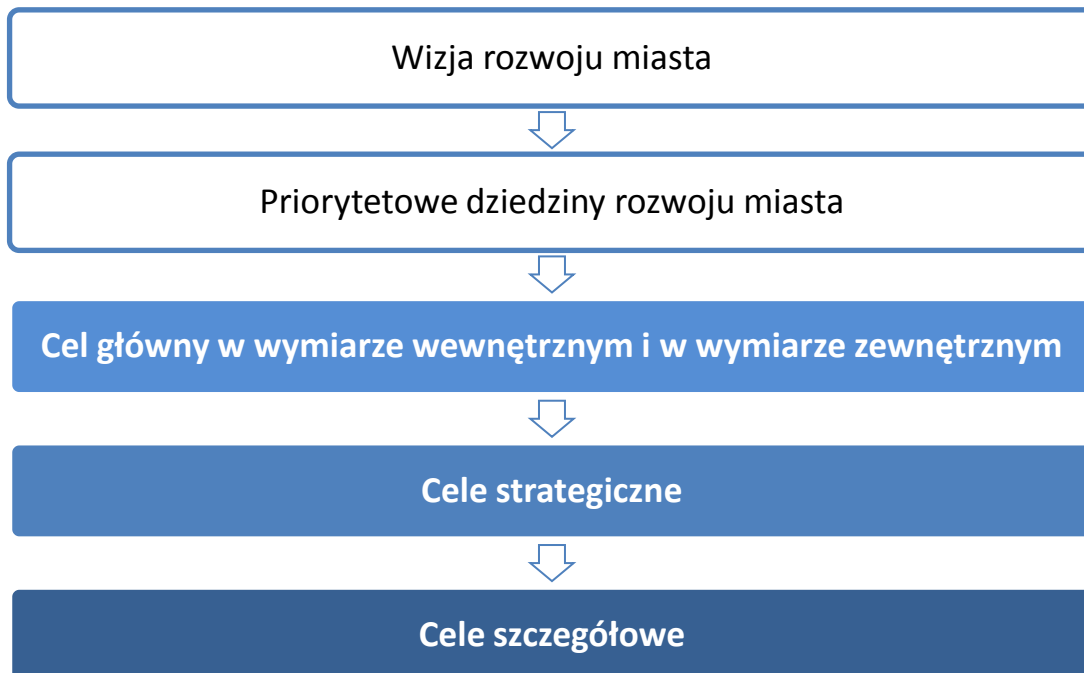 Wizja rozwoju miasta
Priorytetowe dziedziny rozwoju miasta
Cel główny w wymiarze wewnętrznym i w wymiarze zewnętrznym
Cele strategiczne
Cele szczegółowe